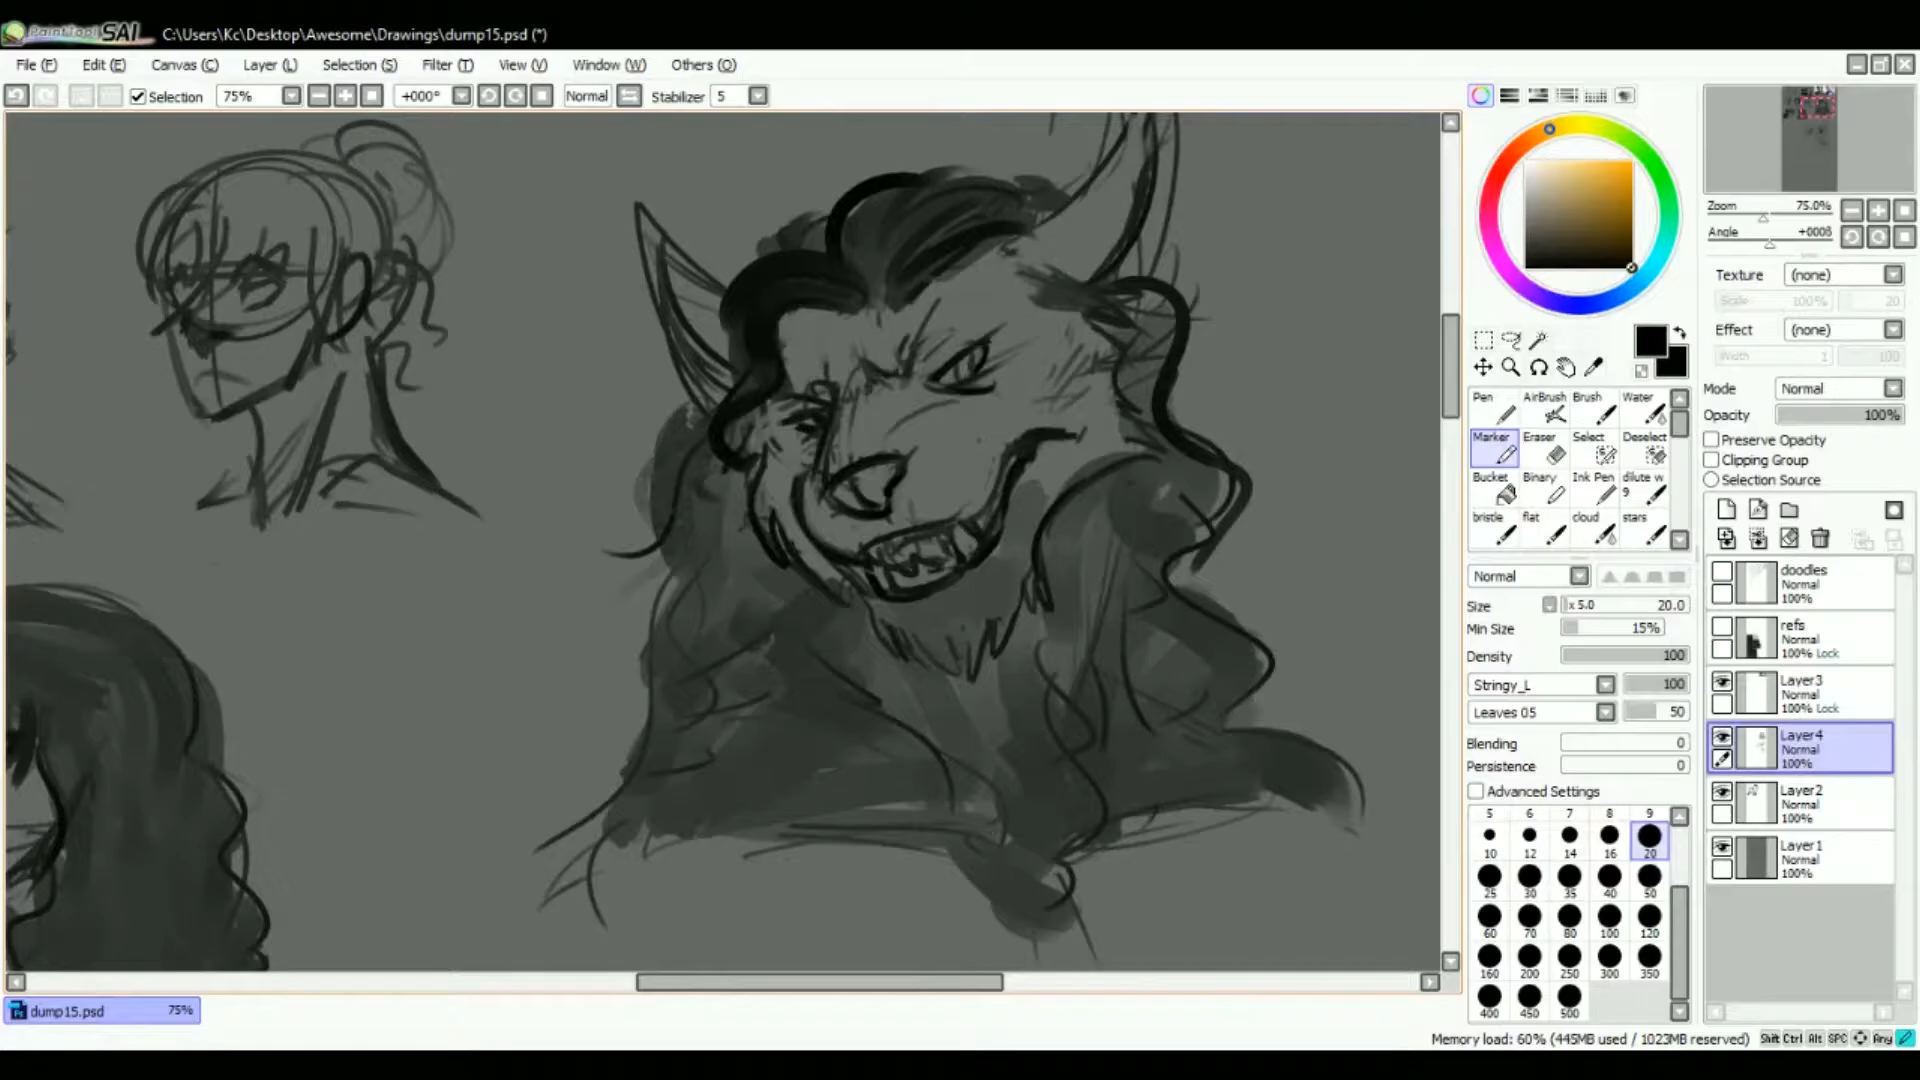 PaintTool SAI C:\Users\Kc\Desktop\Awesome\Drawings\dump15.psd (*)
File (F) Edit (E) Canvas (C) Layer (L) Selection (S) Filter (T) View (V) Window (W) Others (O)
Selection 75% +000° Normal Stabilizer 5
Zoom 75.0%
Angle
Texture (none)
Scale 100% 20
Effect (none)
Width 1 100
Mode Normal
Opacity 100%
Preserve Opacity
Clipping Group
Selection Source
Pen AirBrush Brush Water
Marker Eraser Select Deselect
Bucket Binary Ink Pen dilute w
9
bristle flat cloud stars
Normal
Size x 5.0 20.0
Min Size 15%
Density 100
Stringy_L 100
Leaves 05 50
Blending 0
Persistence 0
Advanced Settings
5 6 7 8 9
10 12 14 16 20
25 30 35 40 50
60 70 80 100 120
160 200 250 300 350
400 450 500
doodles
Normal
100%
refs
Normal
100% Lock
Layer3
Normal
100% Lock
Layer4
Normal
100%
Layer2
Normal
100%
Layer1
Normal
100%
dump15.psd 75%
Memory load: 60% (445MB used / 1023MB reserved) Shift Ctrl Alt SPC Any